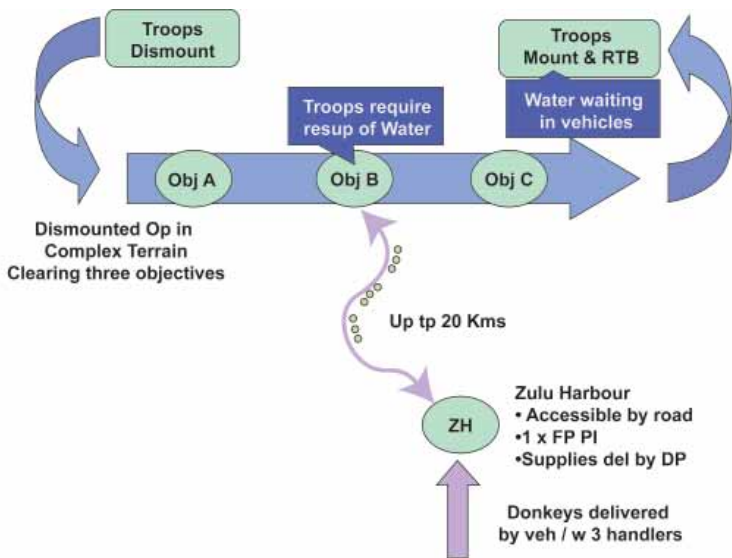 Troops
Dismount
Troops
Mount & RTB
Troops require
resup of Water
Water waiting
in vehicles
Obj A
Obj B
Obj C
Dismounted Op in
Complex Terrain
Clearing three objectives
Up tp 20 Kms
ZH
Zulu Harbour
• Accessible by road
•1 x FP Pl
•Supplies del by DP
Donkeys delivered
by veh / w 3 handlers